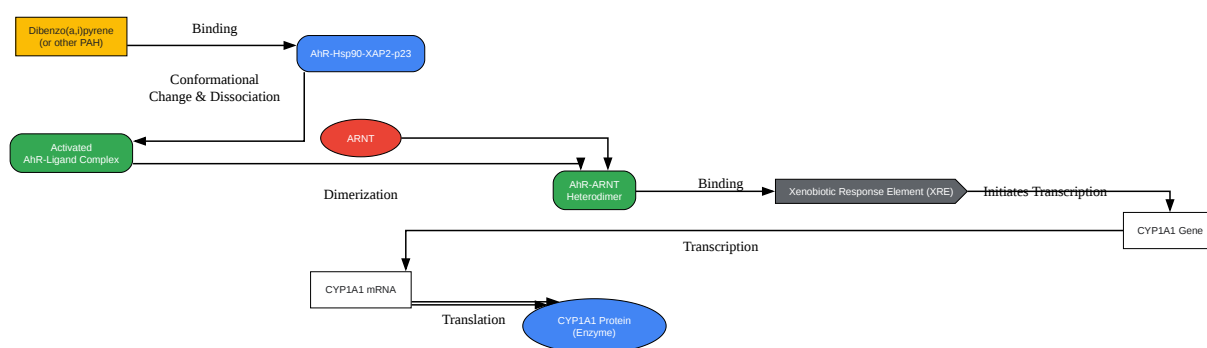 Dibenzo(a,i)pyrene
(or other PAH)
Binding
AhR-Hsp90-XAP2-p23
Conformational
Change & Dissociation
ARNT
Activated
AhR-Ligand Complex
Dimerization
AhR-ARNT
Heterodimer
Binding
Xenobiotic Response Element (XRE)
Initiates Transcription
CYP1A1 Gene
Transcription
CYP1A1 mRNA
Translation
CYP1A1 Protein
(Enzyme)